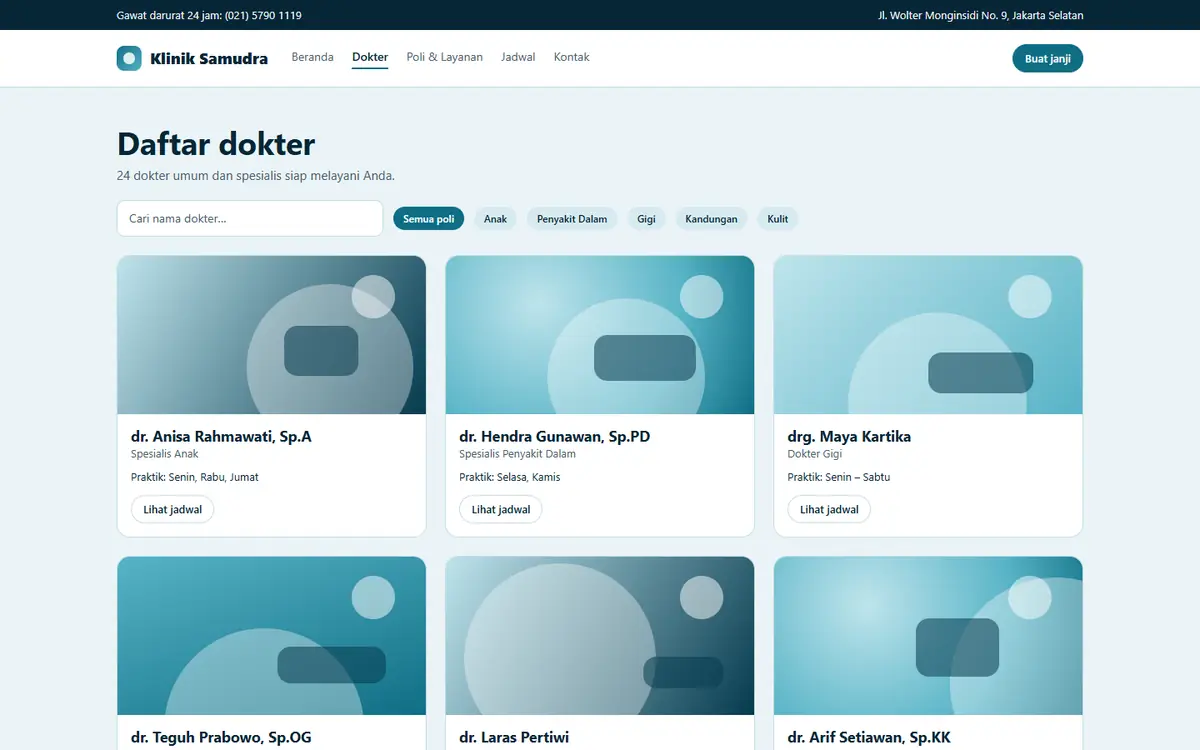 Gawat darurat 24 jam: (021) 5790 1119
Jl. Wolter Monginsidi No. 9, Jakarta Selatan
Klinik Samudra
Beranda
Dokter
Poli & Layanan
Jadwal
Kontak
Buat janji
Daftar dokter
24 dokter umum dan spesialis siap melayani Anda.
Cari nama dokter...
Semua poli
Anak
Penyakit Dalam
Gigi
Kandungan
Kulit
dr. Anisa Rahmawati, Sp.A
Spesialis Anak
Praktik: Senin, Rabu, Jumat
Lihat jadwal
dr. Hendra Gunawan, Sp.PD
Spesialis Penyakit Dalam
Praktik: Selasa, Kamis
Lihat jadwal
drg. Maya Kartika
Dokter Gigi
Praktik: Senin – Sabtu
Lihat jadwal
dr. Teguh Prabowo, Sp.OG
dr. Laras Pertiwi
dr. Arif Setiawan, Sp.KK